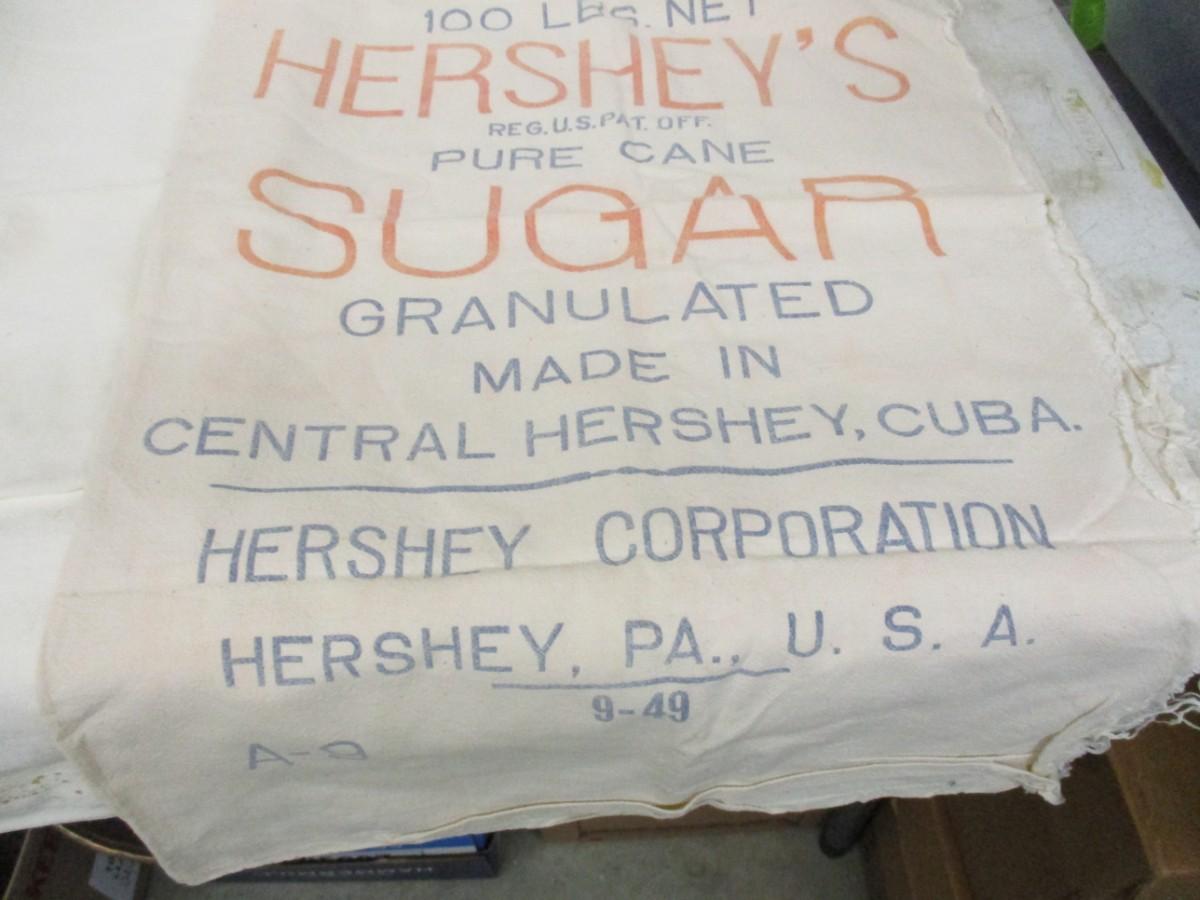 100 LBS. NET
HERSHEY'S
REG. U.S. PAT. OFF.
PURE CANE
SUGAR
GRANULATED
MADE IN
CENTRAL HERSHEY, CUBA.
HERSHEY CORPORATION
HERSHEY, PA., U. S. A.
9-49
A-9